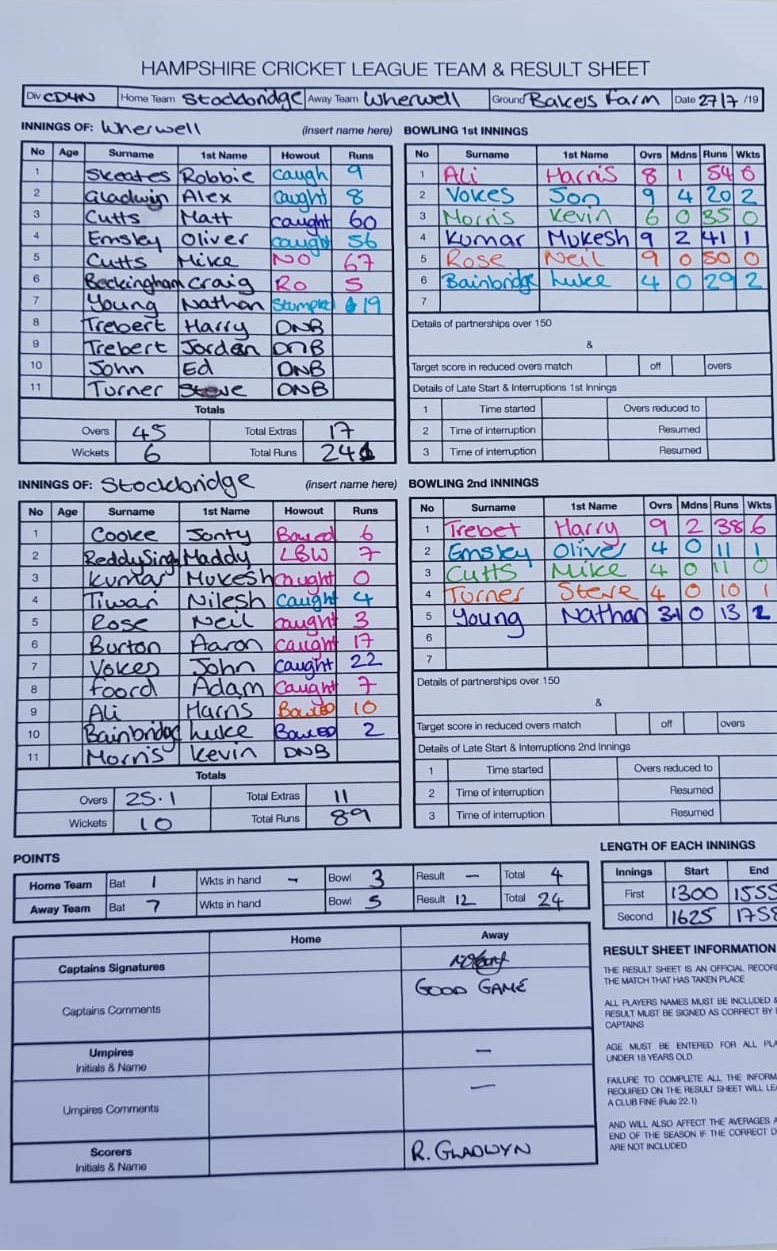 HAMPSHIRE CRICKET LEAGUE TEAM & RESULT SHEET
Div CD4N Home Team Stockbridge Away Team Wherwell Ground Bakers Farm Date 27/7/19
INNINGS OF: Wherwell (insert name here)
No Age Surname 1st Name Howout Runs
1 Skeates Robbie caugh 9
2 Gladwin Alex caught 8
3 Cutts Matt caught 60
4 Emsley Oliver caught 56
5 Cutts Mike NO 67
6 Beckingham Craig RO 5
7 Young Nathan Stumped 19
8 Trebert Harry DNB
9 Trebert Jordan DNB
10 John Ed DNB
11 Turner Steve DNB
Totals
Overs 45 Total Extras 17
Wickets 6 Total Runs 241
BOWLING 1ST INNINGS
No Surname 1st Name Ovrs Mdns Runs Wkts
1 Ali Harris 8 1 54 0
2 Vokes Jon 9 4 20 2
3 Morris Kevin 6 0 35 0
4 Kumar Mukesh 9 2 41 1
5 Rose Neil 9 0 50 0
6 Bainbridge Luke 4 0 29 2
7
Details of partnerships over 150
&
Target score in reduced overs match off overs
Details of Late Start & Interruptions 1st Innings
1 Time started Overs reduced to
2 Time of interruption Resumed
3 Time of interruption Resumed
INNINGS OF: Stockbridge (insert name here)
No Age Surname 1st Name Howout Runs
1 Cooke Jonty Bowed 6
2 ReddySing Maddy LBW 7
3 Kumar Mukesh caught 0
4 Tiwari Nilesh Caught 4
5 Rose Neil caught 3
6 Burton Aaron caught 17
7 Vokes John caught 22
8 Foord Adam Caught 7
9 Ali Harris Bowled 10
10 Bainbridge Luke Bowled 2
11 Morris Kevin DNB
Totals
Overs 25.1 Total Extras 11
Wickets 10 Total Runs 89
BOWLING 2ND INNINGS
No Surname 1st Name Ovrs Mdns Runs Wkts
1 Trebet Harry 9 2 38 6
2 Emsley Oliver 4 0 11 1
3 Cutts Mike 4 0 11 0
4 Turner Steve 4 0 10 1
5 Young Nathan 0 13 2
6
7
Details of partnerships over 150
&
Target score in reduced overs match off overs
Details of Late Start & Interruptions 2nd Innings
1 Time started Overs reduced to
2 Time of interruption Resumed
3 Time of interruption Resumed
POINTS
Home Team Bat 1 Wkts in hand - Bowl 3 Result - Total 4
Away Team Bat 7 Wkts in hand Bowl 5 Result 12 Total 24
LENGTH OF EACH INNINGS
Innings Start End
First 1300 1555
Second 1625 1758
Home Away
Captains Signatures
Captains Comments GOOD GAME
Umpires
Initials & Name -
Umpires Comments -
Scorers
Initials & Name R. GLADWYN
RESULT SHEET INFORMATION
THE RESULT SHEET IS AN OFFICIAL RECOR
THE MATCH THAT HAS TAKEN PLACE
ALL PLAYERS NAMES MUST BE INCLUDED &
RESULT MUST BE SIGNED AS CORRECT BY
CAPTAINS
AGE MUST BE ENTERED FOR ALL PLA
UNDER 18 YEARS OLD
FAILURE TO COMPLETE ALL THE INFORM
REQUIRED ON THE RESULT SHEET WILL LE
A CLUB FINE (Rule 22.1)
AND WILL ALSO AFFECT THE AVERAGES A
END OF THE SEASON IF THE CORRECT D
ARE NOT INCLUDED